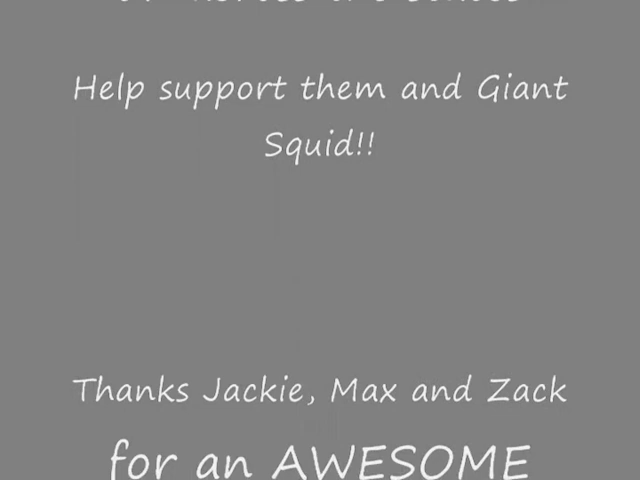 Help support them and Giant
Squid!!
Thanks Jackie, Max and Zack
for an AWESOME